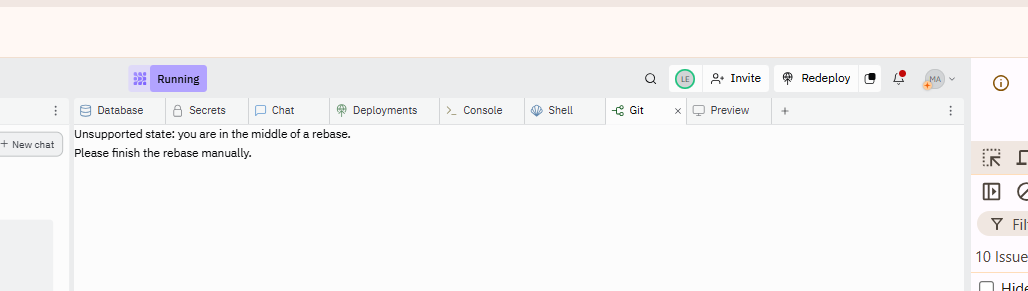 Running
LE
Invite
Redeploy
MA
Database
Secrets
Chat
Deployments
Console
Shell
Git
Preview
+ New chat
Unsupported state: you are in the middle of a rebase.
Please finish the rebase manually.
10 Issue
Hide